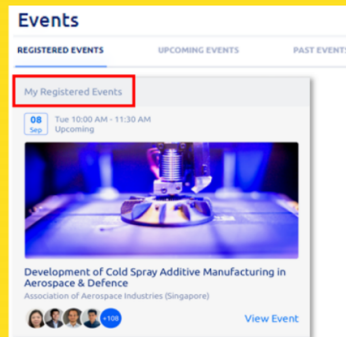 Events
REGISTERED EVENTS
UPCOMING EVENTS
PAST EVENTS
My Registered Events
08
Sep
Tue 10:00 AM - 11:30 AM
Upcoming
Development of Cold Spray Additive Manufacturing in
Aerospace & Defence
Association of Aerospace Industries (Singapore)
+108
View Event